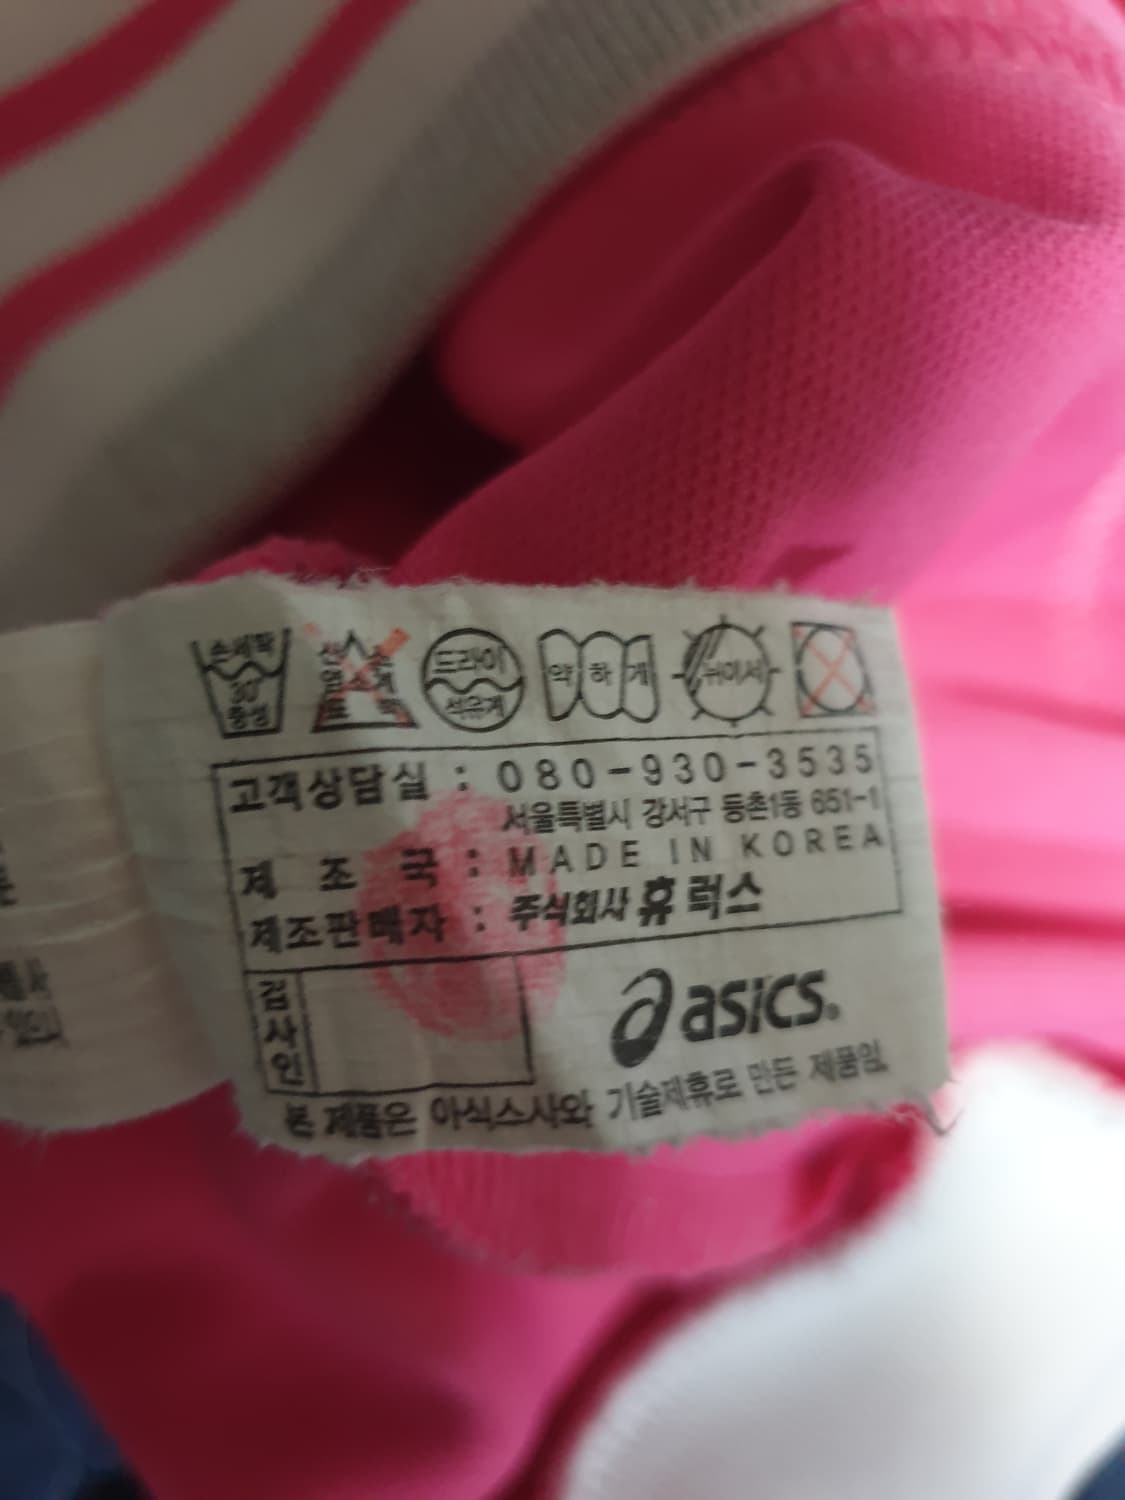 손세탁 30° 중성
드라이 석유계
약하게
뉘어서
고객상담실 : 080-930-3535
서울특별시 강서구 등촌1동 651-1
제 조 국 : MADE IN KOREA
제조판매자 : 주식회사 휴럭스
검사인
asics®
본 제품은 아식스사와 기술제휴로 만든 제품임.